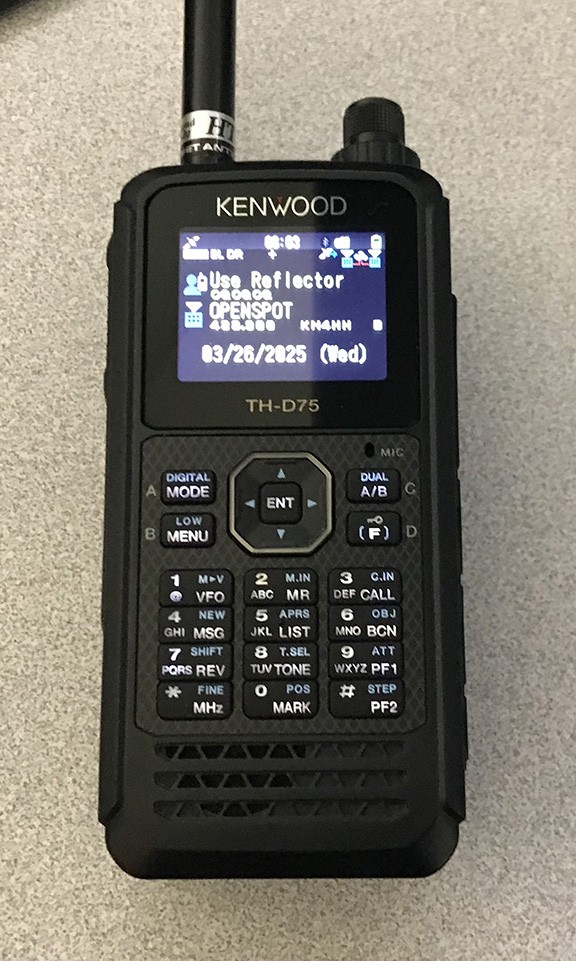 KENWOOD
DR
Use Reflector
CQCQCQ
OPENSPOT
KM4HH B
03/26/2025 (Wed)
TH-D75
MIC
A DIGITAL MODE
DUAL A/B C
ENT
B LOW MENU
(F) D
1 M▸V VFO
2 M.IN ABC MR
3 C.IN DEF CALL
4 NEW GHI MSG
5 APRS JKL LIST
6 OBJ MNO BCN
7 SHIFT PQRS REV
8 T.SEL TUV TONE
9 ATT WXYZ PF1
* FINE MHz
0 POS MARK
# STEP PF2